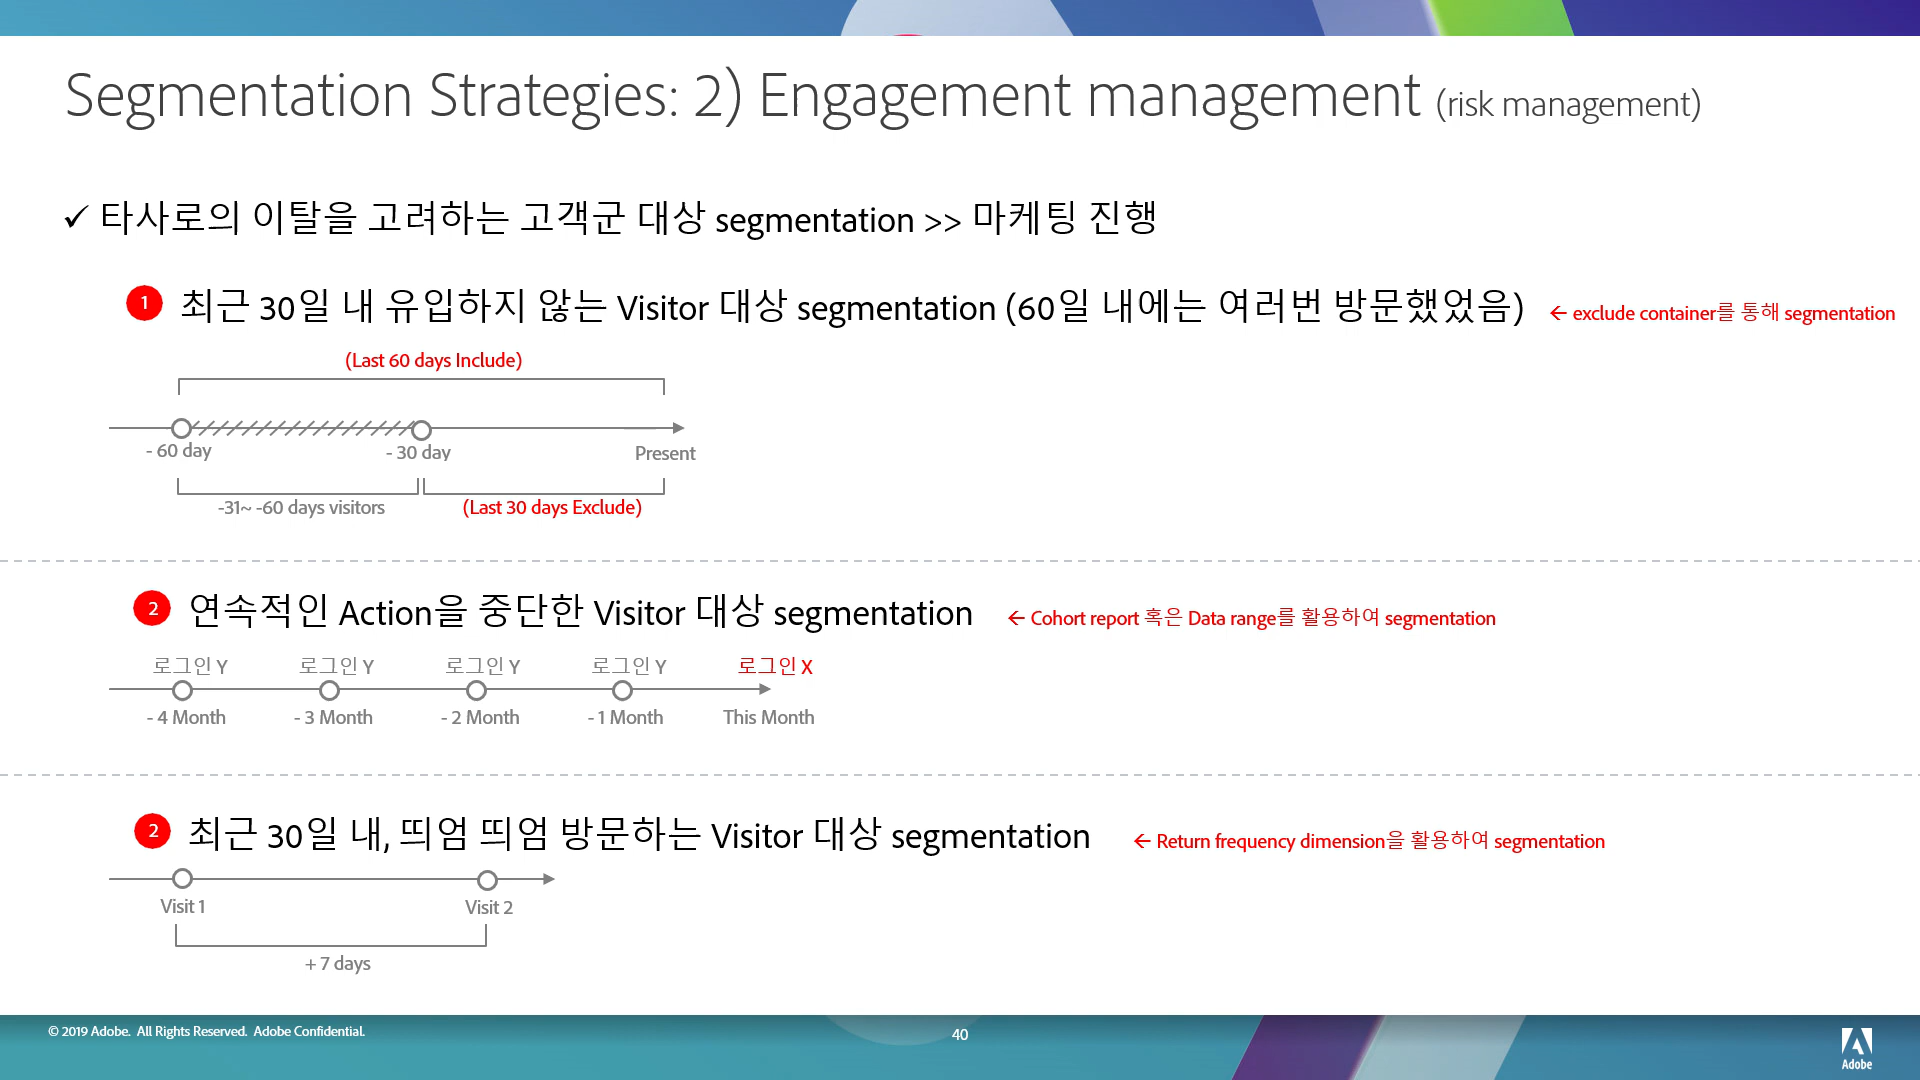 Segmentation Strategies: 2) Engagement management (risk management)
✓ 타사로의 이탈을 고려하는 고객군 대상 segmentation >> 마케팅 진행
1 최근 30일 내 유입하지 않는 Visitor 대상 segmentation (60일 내에는 여러번 방문했었음) ← exclude container를 통해 segmentation
(Last 60 days Include)
- 60 day - 30 day Present
-31~ -60 days visitors (Last 30 days Exclude)
2 연속적인 Action을 중단한 Visitor 대상 segmentation ← Cohort report 혹은 Data range를 활용하여 segmentation
로그인 Y 로그인 Y 로그인 Y 로그인 Y 로그인 X
- 4 Month - 3 Month - 2 Month - 1 Month This Month
2 최근 30일 내, 띄엄 띄엄 방문하는 Visitor 대상 segmentation ← Return frequency dimension을 활용하여 segmentation
Visit 1 Visit 2
+ 7 days
© 2019 Adobe. All Rights Reserved. Adobe Confidential.
40
Adobe